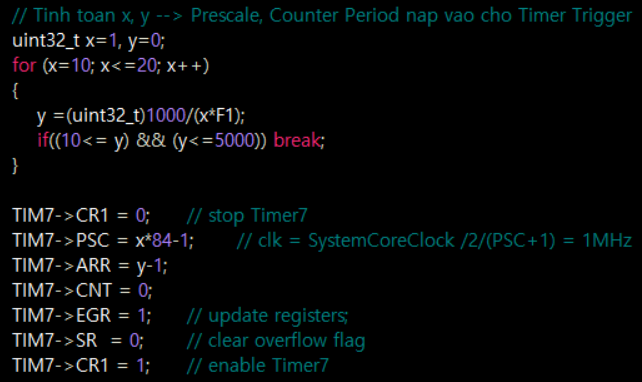 // Tinh toan x, y --> Prescale, Counter Period nap vao cho Timer Trigger
uint32_t x=1, y=0;
for (x=10; x<=20; x++)
{
y =(uint32_t)1000/(x*F1);
if((10<= y) && (y<=5000)) break;
}
TIM7->CR1 = 0; // stop Timer7
TIM7->PSC = x*84-1; // clk = SystemCoreClock /2/(PSC+1) = 1MHz
TIM7->ARR = y-1;
TIM7->CNT = 0;
TIM7->EGR = 1; // update registers;
TIM7->SR = 0; // clear overflow flag
TIM7->CR1 = 1; // enable Timer7